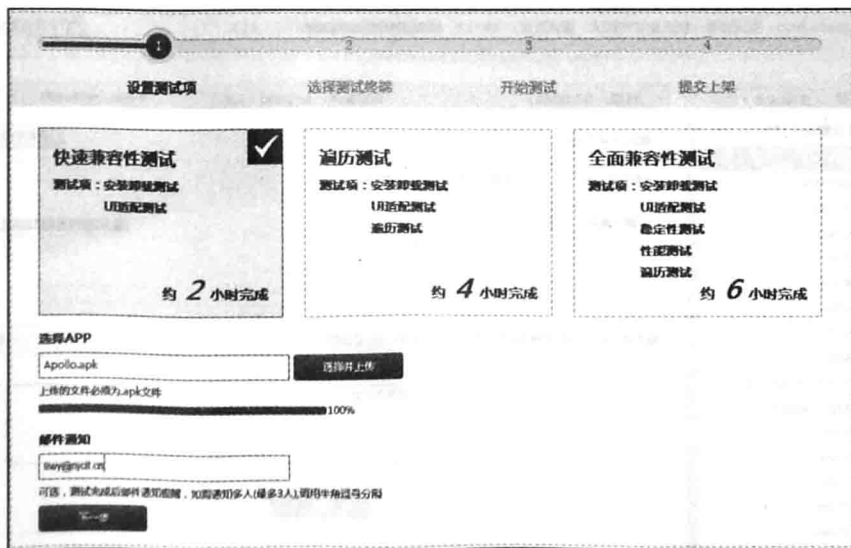 1 2 3 4
设置测试项 选择测试终端 开始测试 提交上架
快速兼容性测试
测试项：安装卸载测试
UI适配测试
约 2 小时完成
遍历测试
测试项：安装卸载测试
UI适配测试
遍历测试
约 4 小时完成
全面兼容性测试
测试项：安装卸载测试
UI适配测试
稳定性测试
性能测试
遍历测试
约 6 小时完成
选择APP
Apollo.apk 选择并上传
上传的文件必须为.apk文件
100%
邮件通知
可选，测试完成后邮件通知提醒，如需通知多人(最多3人),请用半角逗号分隔
下一步